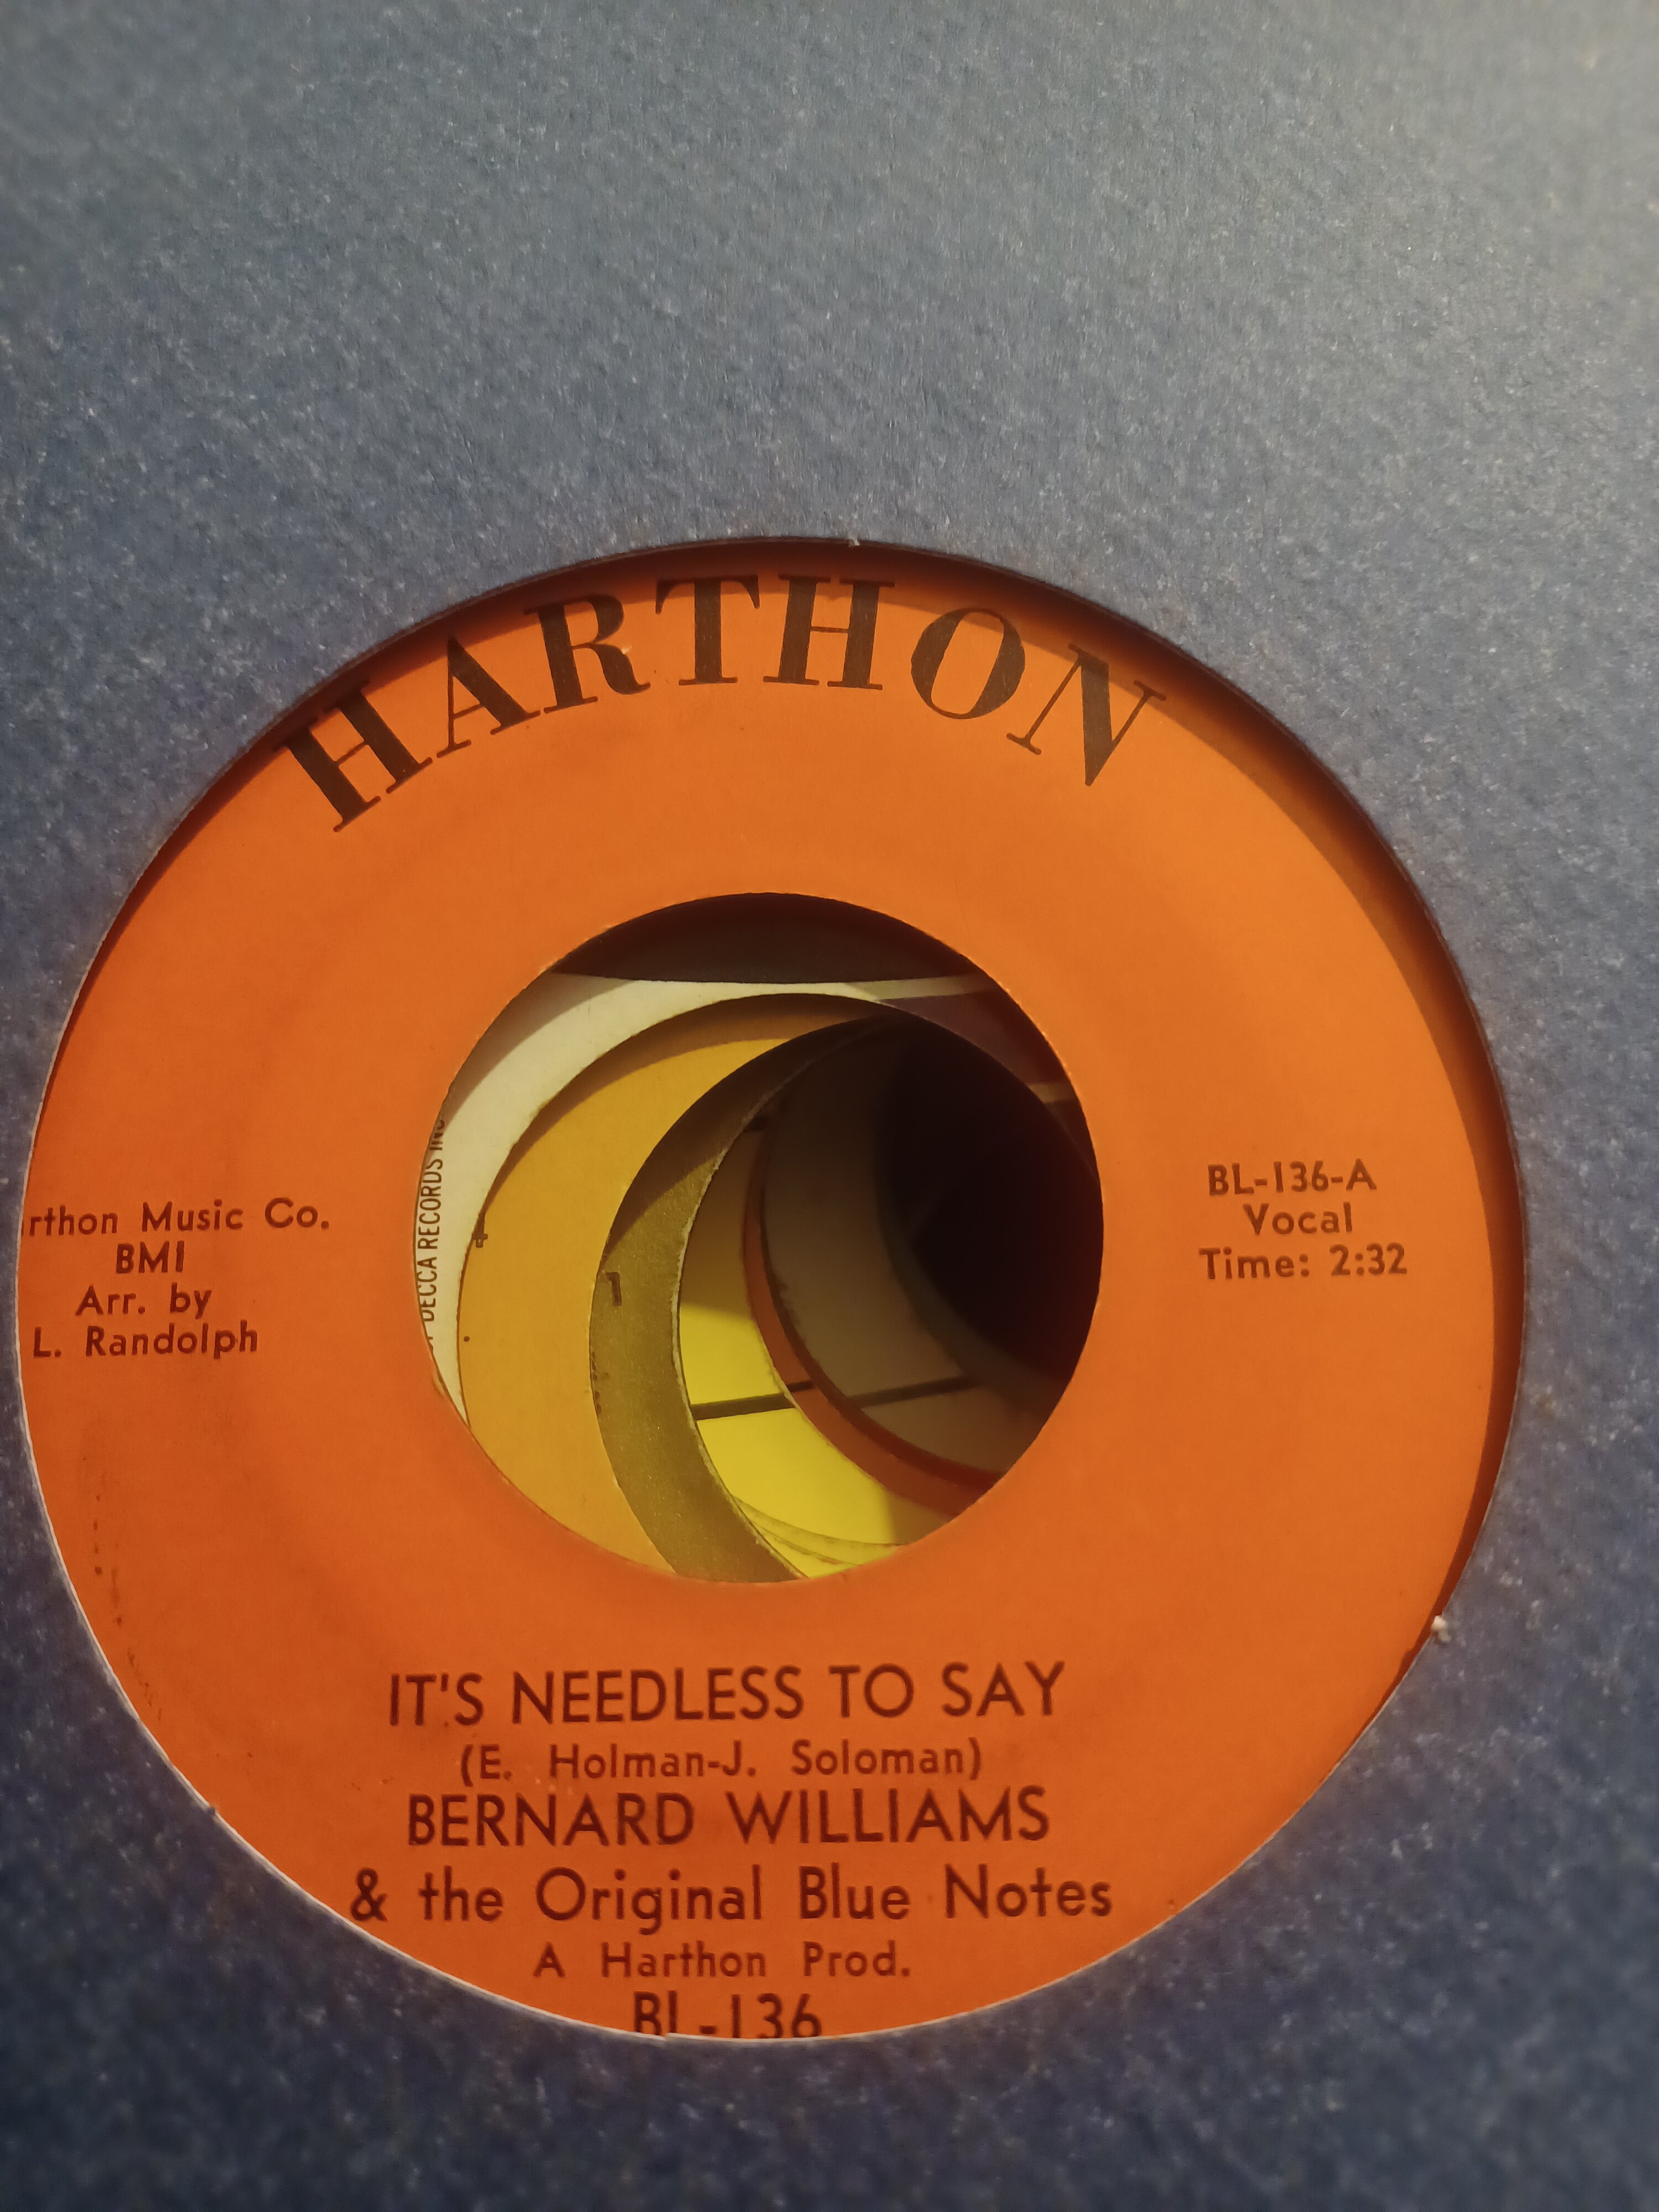 HARTHON
rthon Music Co.
BMI
Arr. by
L. Randolph
BL-136-A
Vocal
Time: 2:32
DECCA RECORDS INC
IT'S NEEDLESS TO SAY
(E. Holman-J. Soloman)
BERNARD WILLIAMS
& the Original Blue Notes
A Harthon Prod.
BL-136